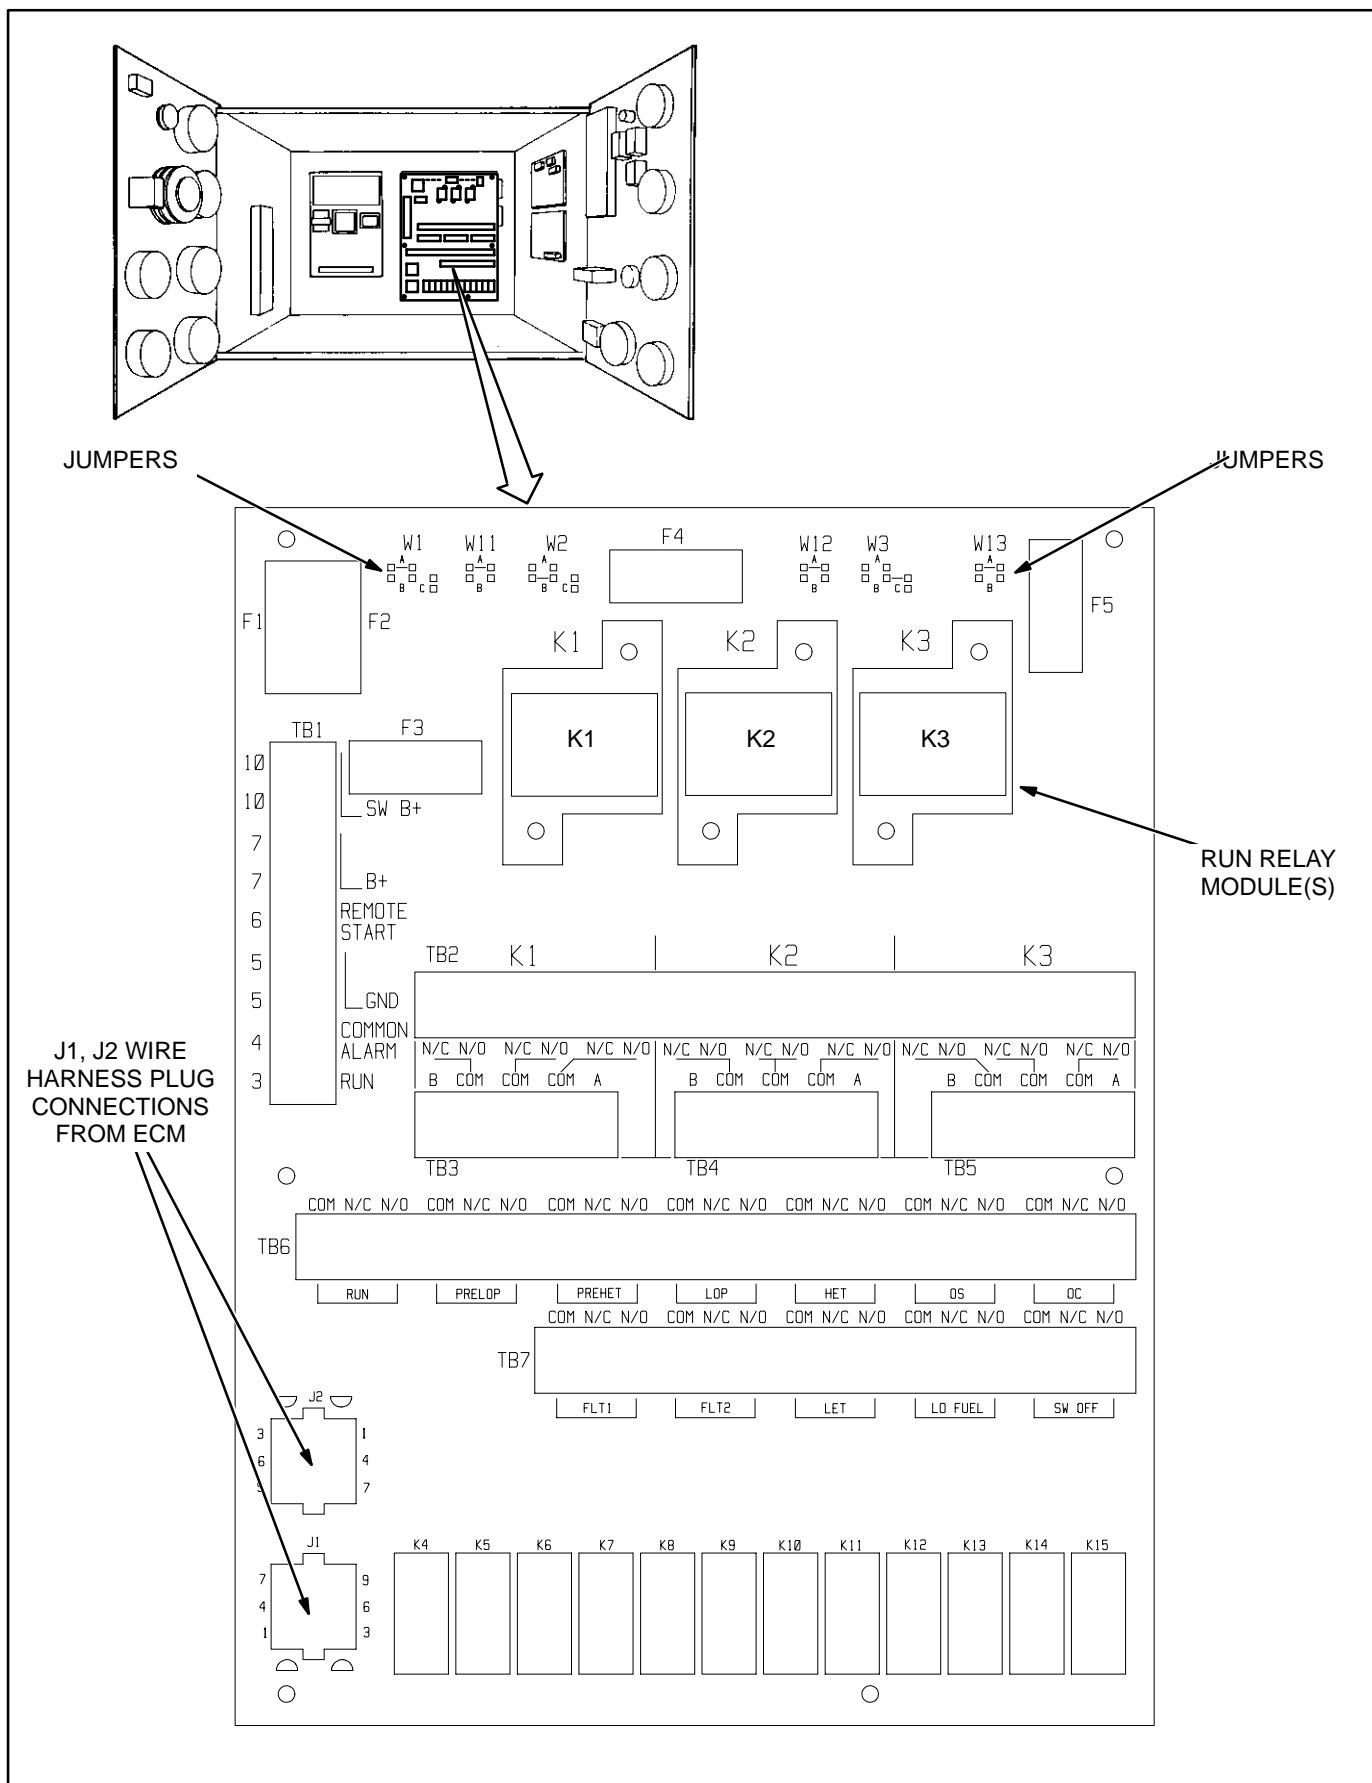 JUMPERS
JUMPERS
W1 W11 W2 F4 W12 W3 W13
A A A A A A
B C B B C B B C B
F1 F2 F5
K1 K2 K3
K1 K2 K3
TB1 F3
10
10 SW B+
7
7 B+
6 REMOTE
START
5
5 GND
4 COMMON
ALARM
3 RUN
RUN RELAY
MODULE(S)
TB2 K1 K2 K3
N/C N/O N/C N/O N/C N/O N/C N/O N/C N/O N/C N/O N/C N/O N/C N/O N/C N/O
B COM COM COM A B COM COM COM A B COM COM COM A
TB3 TB4 TB5
J1, J2 WIRE
HARNESS PLUG
CONNECTIONS
FROM ECM
COM N/C N/O COM N/C N/O COM N/C N/O COM N/C N/O COM N/C N/O COM N/C N/O COM N/C N/O
TB6
RUN PRELOP PREHET LOP HET OS OC
COM N/C N/O COM N/C N/O COM N/C N/O COM N/C N/O COM N/C N/O
TB7
FLT1 FLT2 LET LO FUEL SW OFF
J2
3 1
6 4
9 7
J1
7 9
4 6
1 3
K4 K5 K6 K7 K8 K9 K10 K11 K12 K13 K14 K15